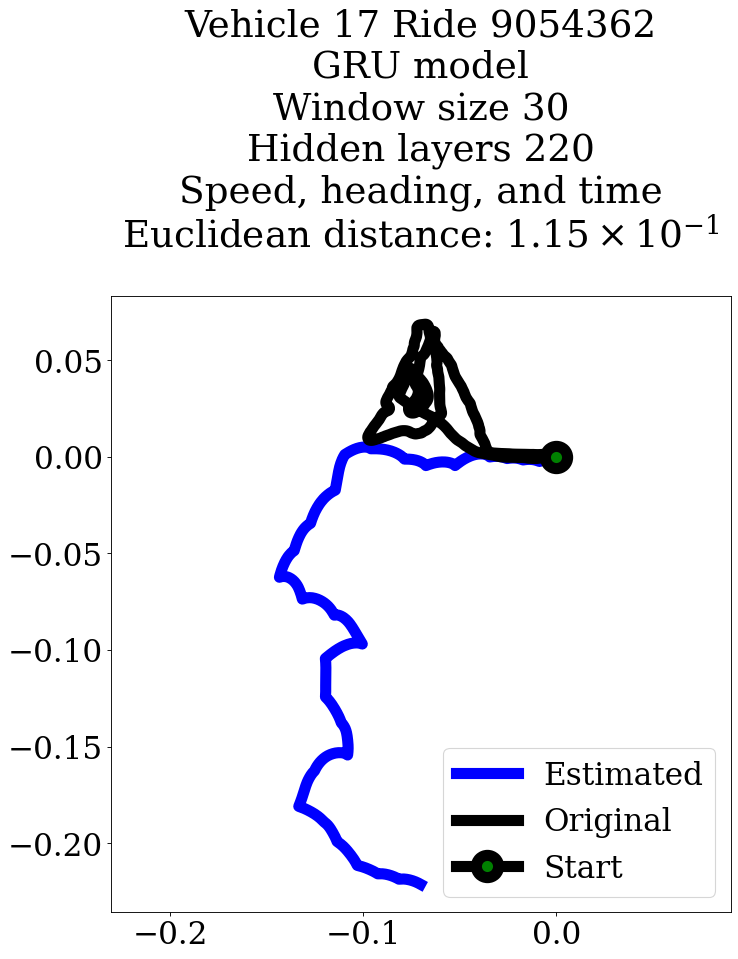 Vehicle 17 Ride 9054362
GRU model
Window size 30
Hidden layers 220
Speed, heading, and time
Euclidean distance: 1.15 × 10⁻¹
0.05
0.00
−0.05
−0.10
−0.15
−0.20
−0.2
−0.1
0.0
Estimated
Original
Start